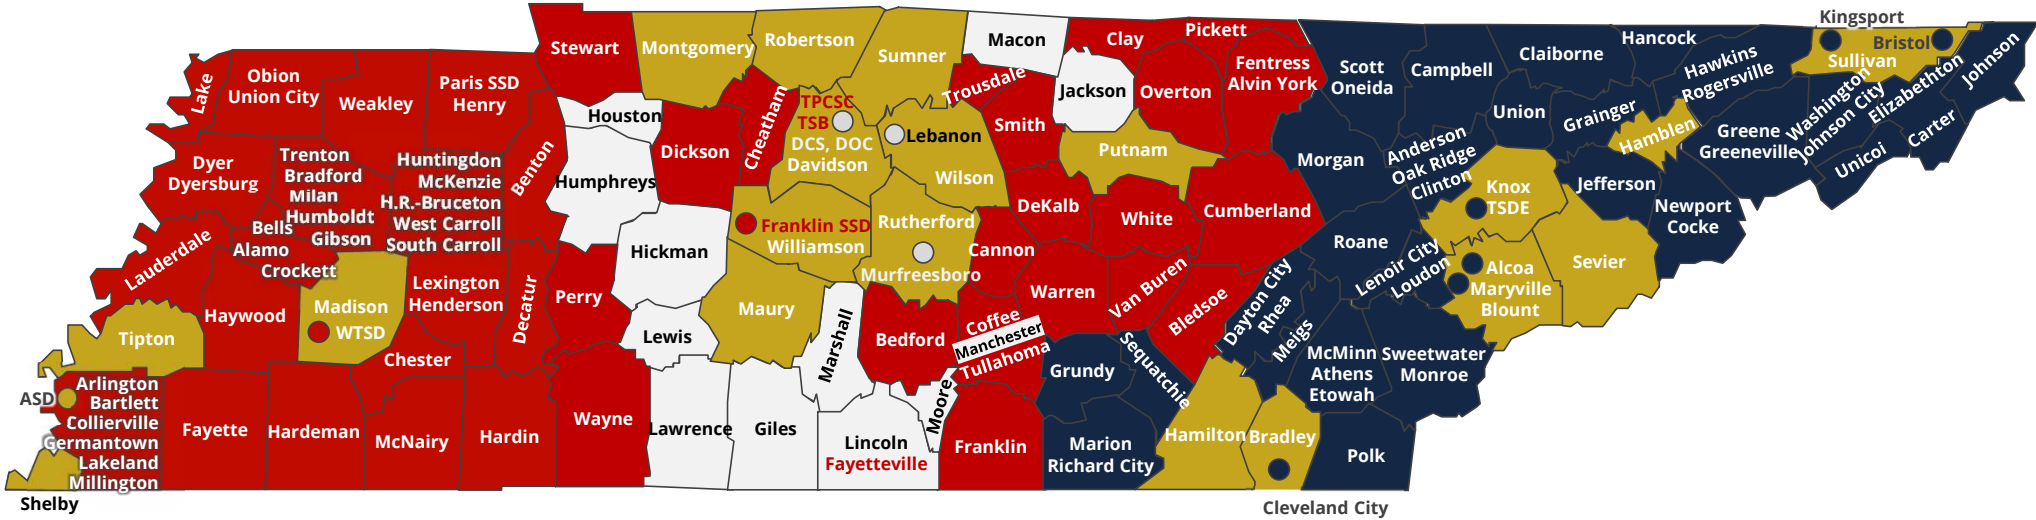 Lake
Obion
Union City
Weakley
Paris SSD
Henry
Stewart
Montgomery
Robertson
Sumner
Macon
Clay
Pickett
Fentress
Alvin York
Scott
Oneida
Campbell
Claiborne
Hancock
Hawkins
Rogersville
Kingsport
Bristol
Sullivan
Johnson
Dyer
Dyersburg
Trenton
Bradford
Milan
Humboldt
Gibson
Huntingdon
McKenzie
H.R.-Bruceton
West Carroll
South Carroll
Benton
Houston
Humphreys
Dickson
Cheatham
TPCSC
TSB
DCS, DOC
Davidson
Lebanon
Wilson
Trousdale
Smith
Jackson
Overton
Putnam
Morgan
Anderson
Oak Ridge
Clinton
Union
Grainger
Hamblen
Greene
Greeneville
Washington
Johnson City
Elizabethton
Carter
Unicoi
Lauderdale
Bells
Alamo
Crockett
Haywood
Madison
WTSD
Lexington
Henderson
Decatur
Perry
Hickman
Franklin SSD
Williamson
Rutherford
Murfreesboro
Cannon
DeKalb
White
Cumberland
Roane
Knox
TSDE
Jefferson
Newport
Cocke
Sevier
Tipton
Chester
Lewis
Maury
Marshall
Bedford
Coffee
Manchester
Tullahoma
Warren
Van Buren
Bledsoe
Dayton City
Rhea
Meigs
Lenoir City
Loudon
Alcoa
Maryville
Blount
ASD
Arlington
Bartlett
Collierville
Germantown
Lakeland
Millington
Shelby
Fayette
Hardeman
McNairy
Hardin
Wayne
Lawrence
Giles
Lincoln
Fayetteville
Moore
Franklin
Grundy
Sequatchie
Marion
Richard City
Hamilton
Bradley
Cleveland City
McMinn
Athens
Etowah
Sweetwater
Monroe
Polk